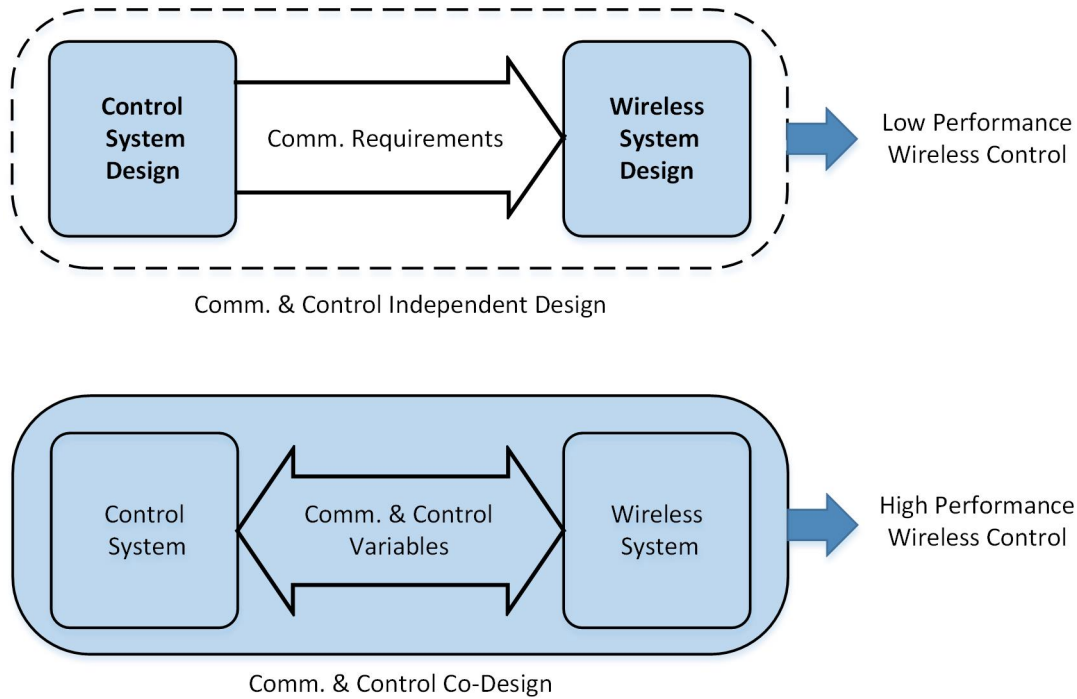 Control
System
Design
Comm. Requirements
Wireless
System
Design
Low Performance
Wireless Control
Comm. & Control Independent Design
Control
System
Comm. & Control
Variables
Wireless
System
High Performance
Wireless Control
Comm. & Control Co-Design